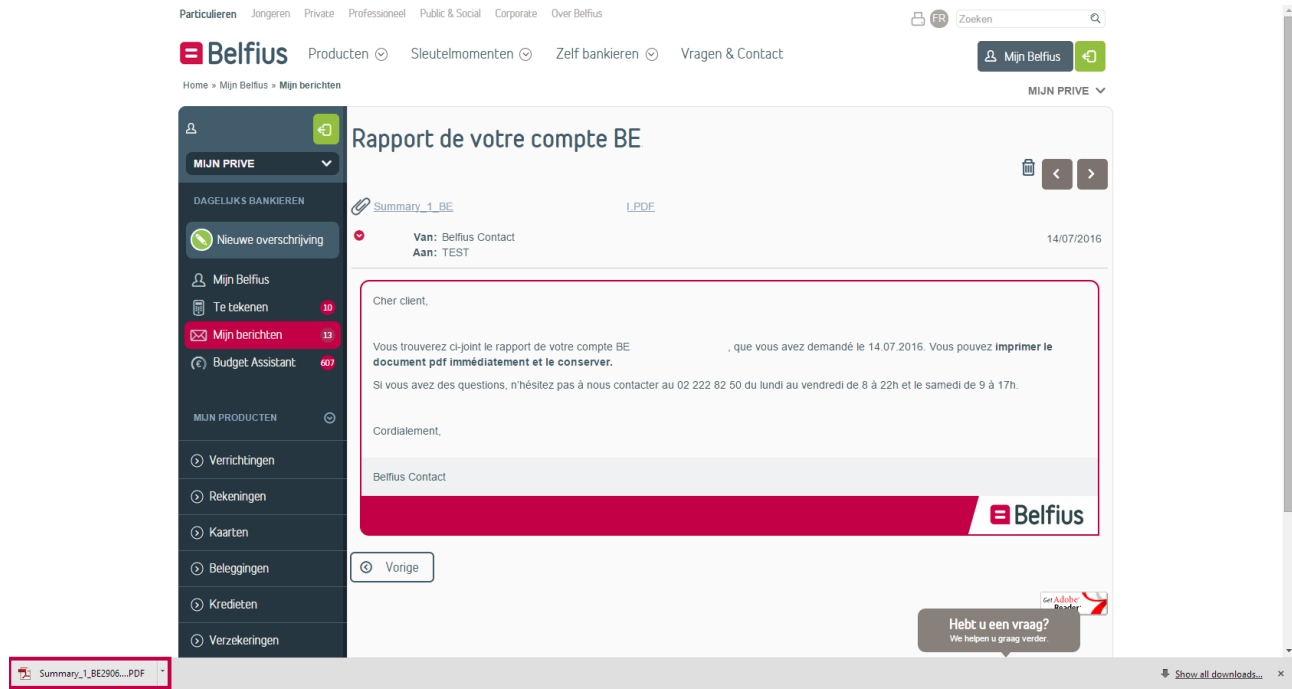 Particulieren Jongeren Private Professioneel Public & Social Corporate Over Belfius
FR Zoeken
Belfius Producten Sleutelmomenten Zelf bankieren Vragen & Contact
Mijn Belfius
Home » Mijn Belfius » Mijn berichten
MIJN PRIVE
MIJN PRIVE
DAGELIJKS BANKIEREN
Nieuwe overschrijving
Mijn Belfius
Te tekenen 10
Mijn berichten 13
Budget Assistant 607
MIJN PRODUCTEN
Verrichtingen
Rekeningen
Kaarten
Beleggingen
Kredieten
Verzekeringen
Rapport de votre compte BE
Summary_1_BE I.PDF
Van: Belfius Contact 14/07/2016
Aan: TEST
Cher client,
Vous trouverez ci-joint le rapport de votre compte BE , que vous avez demandé le 14.07.2016. Vous pouvez imprimer le
document pdf immédiatement et le conserver.
Si vous avez des questions, n'hésitez pas à nous contacter au 02 222 82 50 du lundi au vendredi de 8 à 22h et le samedi de 9 à 17h.
Cordialement,
Belfius Contact
Belfius
Vorige
Get Adobe
Reader
Hebt u een vraag?
We helpen u graag verder.
Summary_1_BE2906....PDF Show all downloads...